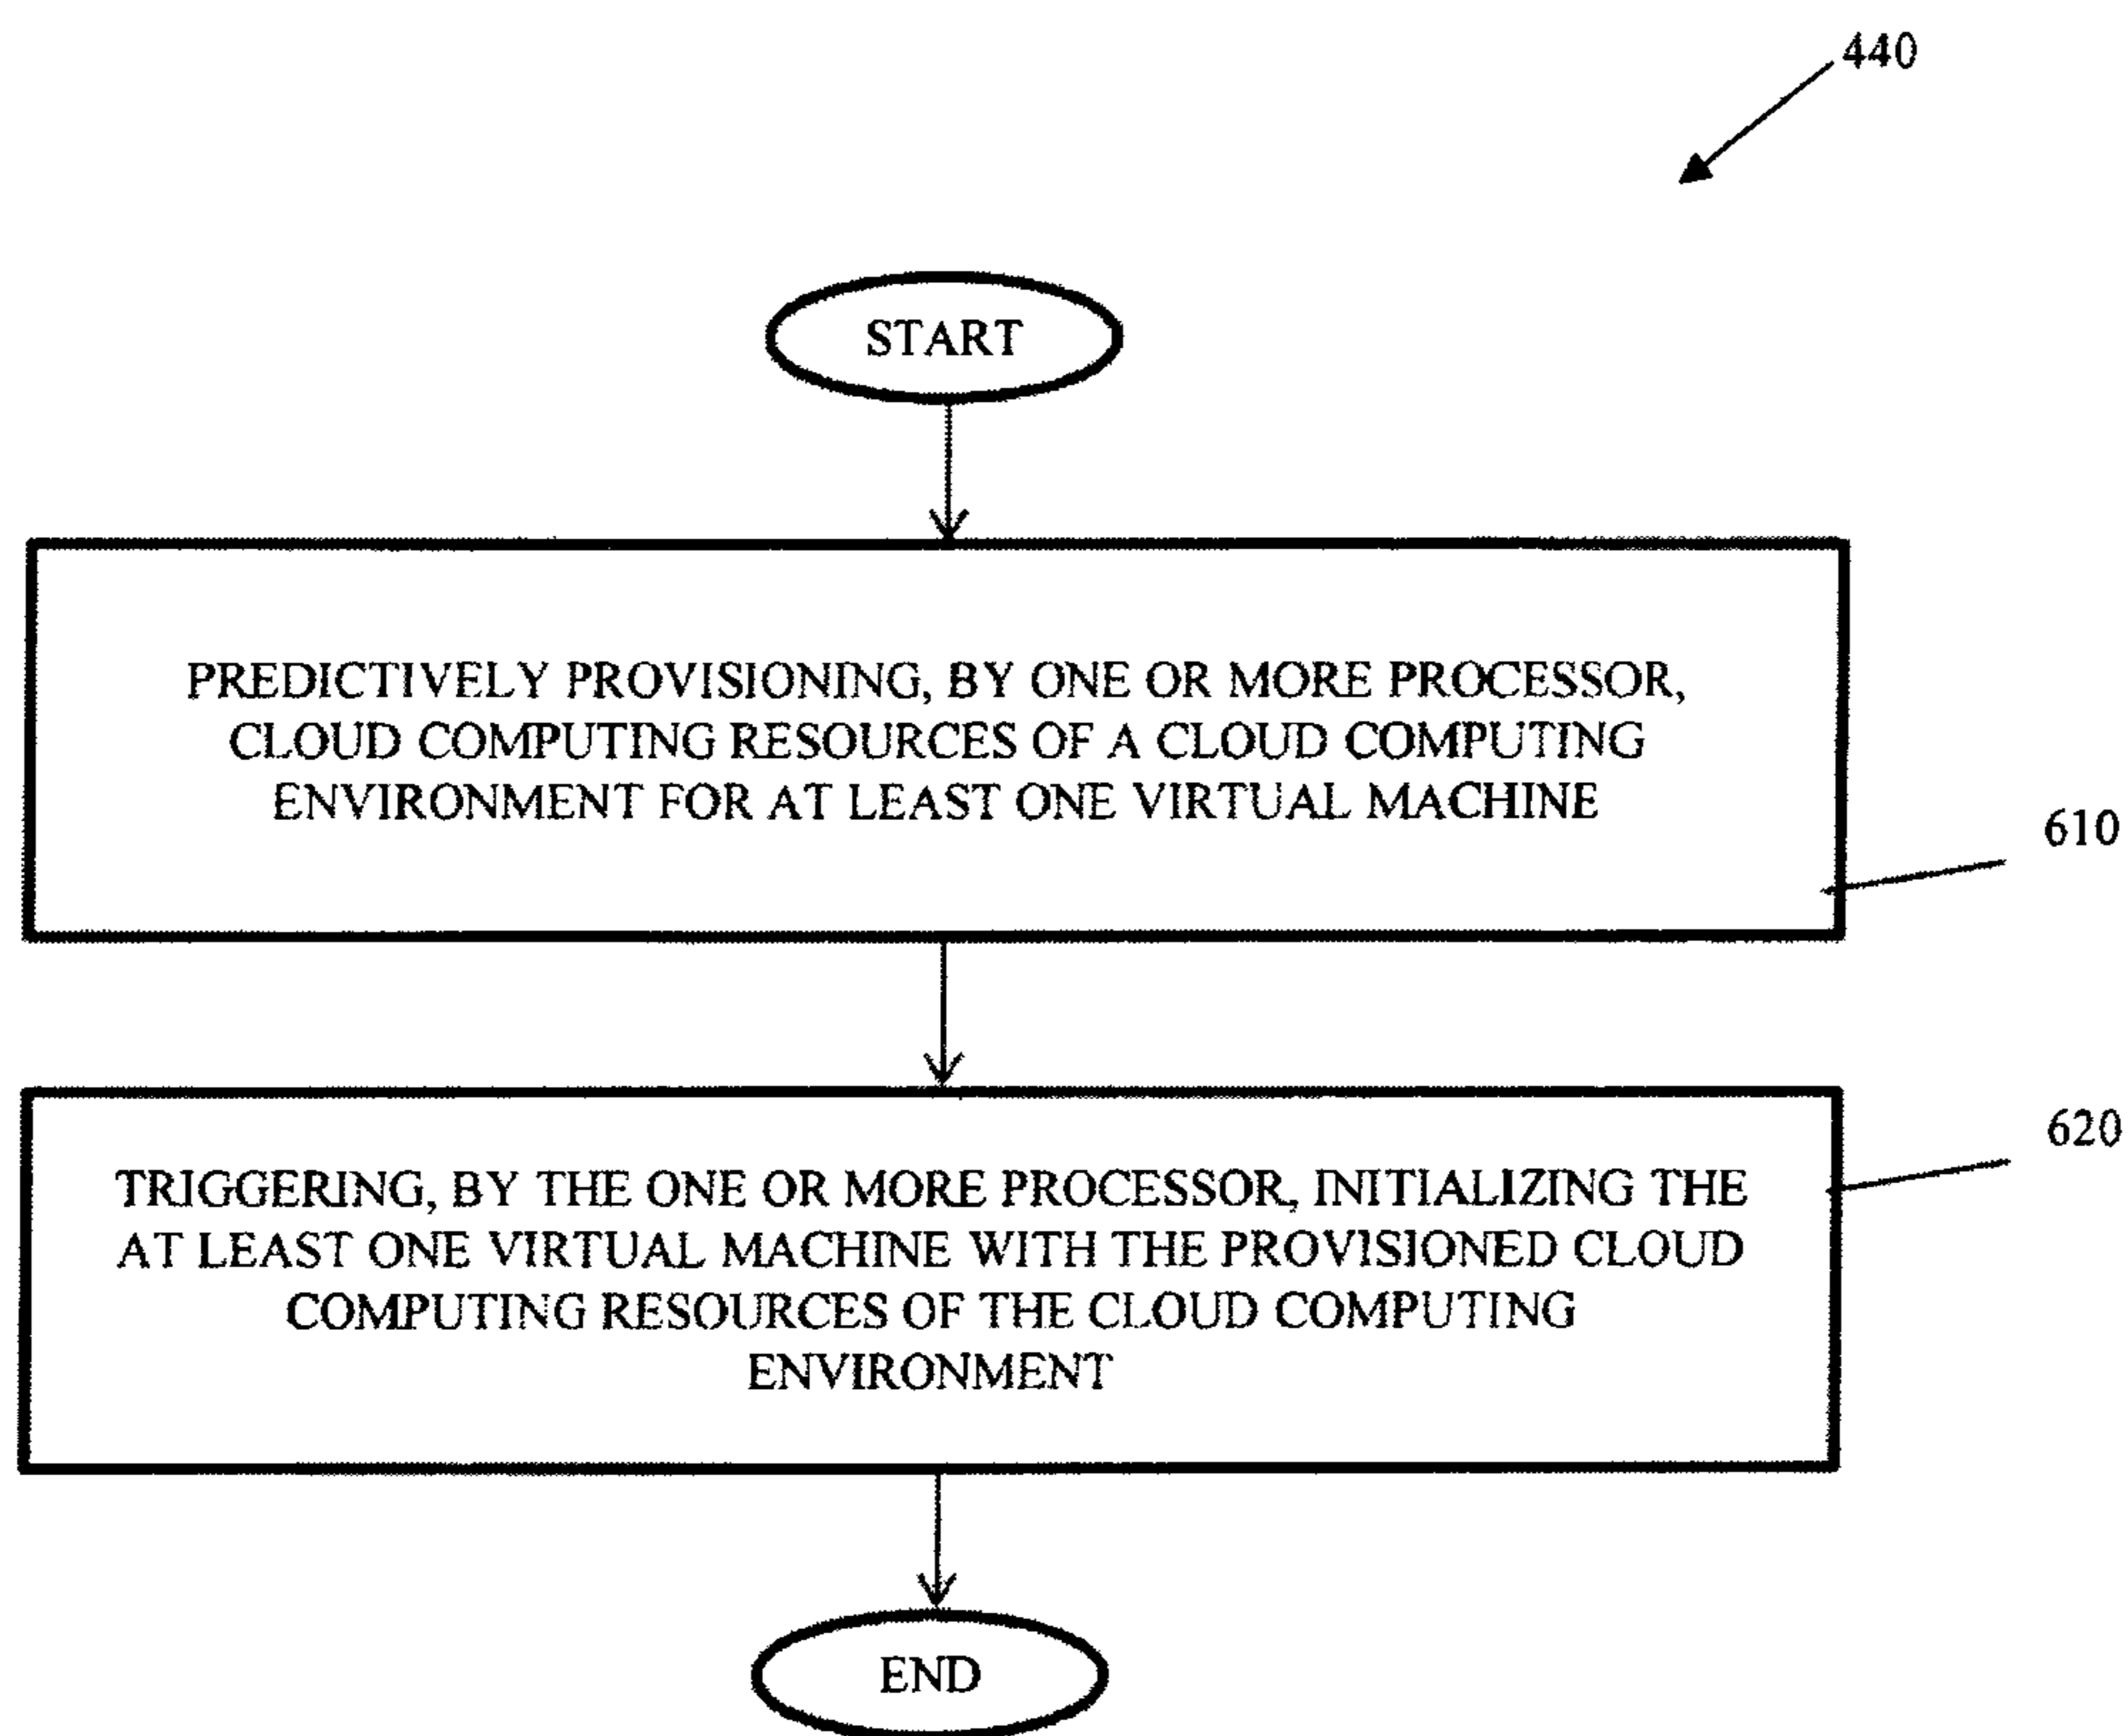 440
START
PREDICTIVELY PROVISIONING, BY ONE OR MORE PROCESSOR,
CLOUD COMPUTING RESOURCES OF A CLOUD COMPUTING
ENVIRONMENT FOR AT LEAST ONE VIRTUAL MACHINE
610
620
TRIGGERING, BY THE ONE OR MORE PROCESSOR, INITIALIZING THE
AT LEAST ONE VIRTUAL MACHINE WITH THE PROVISIONED CLOUD
COMPUTING RESOURCES OF THE CLOUD COMPUTING
ENVIRONMENT
END